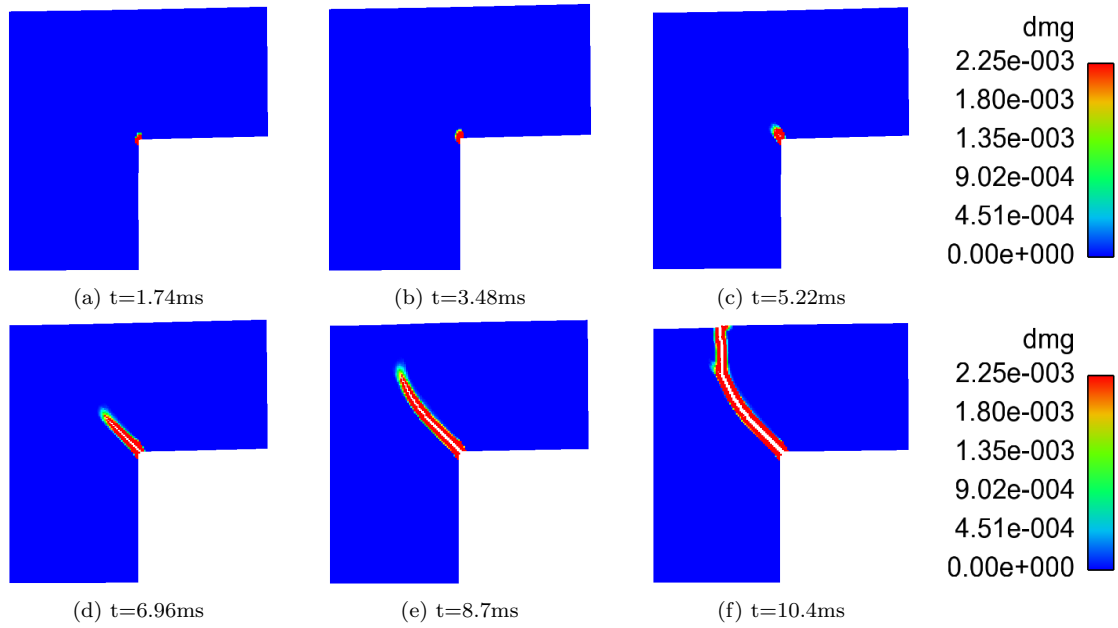 dmg
2.25e-003
1.80e-003
1.35e-003
9.02e-004
4.51e-004
0.00e+000
(a) t=1.74ms
(b) t=3.48ms
(c) t=5.22ms
dmg
2.25e-003
1.80e-003
1.35e-003
9.02e-004
4.51e-004
0.00e+000
(d) t=6.96ms
(e) t=8.7ms
(f) t=10.4ms